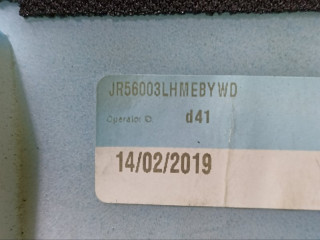 JR56003LHMEBYWD
Operator ID d41
14/02/2019